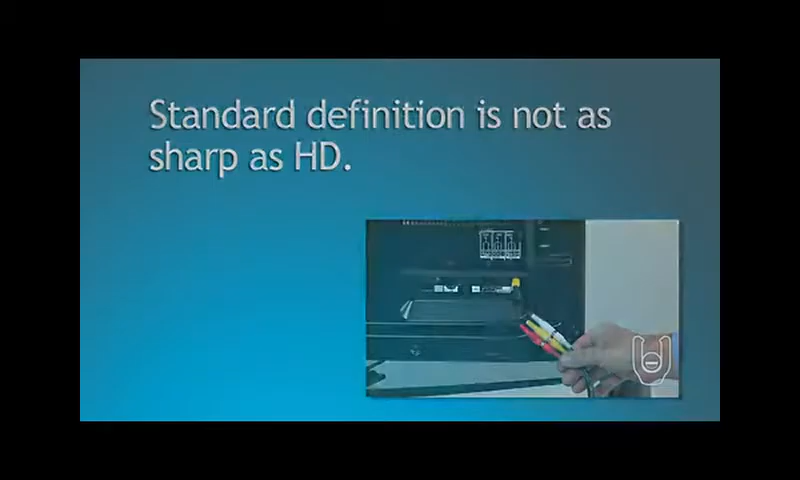 Standard definition is not as
sharp as HD.